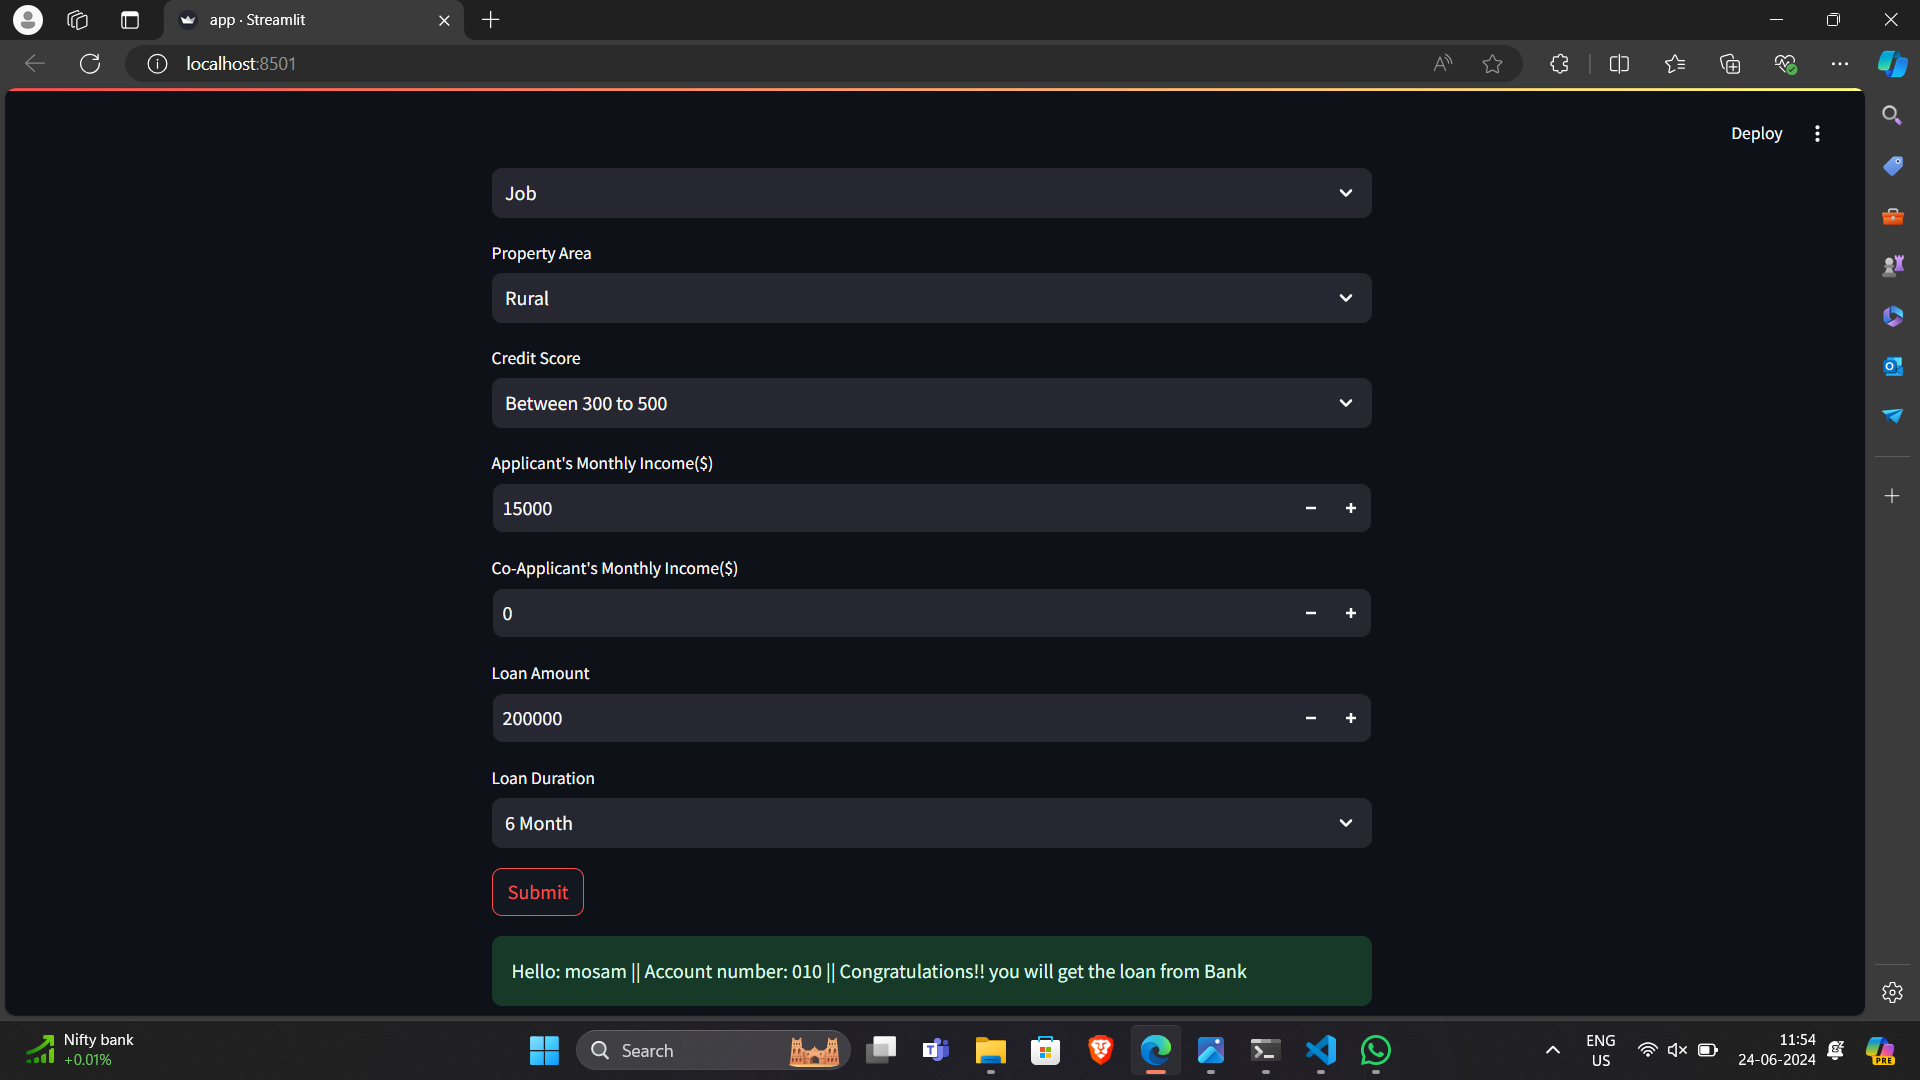 app · Streamlit
localhost:8501
Deploy
Job
Property Area
Rural
Credit Score
Between 300 to 500
Applicant's Monthly Income($)
15000
Co-Applicant's Monthly Income($)
0
Loan Amount
200000
Loan Duration
6 Month
Submit
Hello: mosam || Account number: 010 || Congratulations!! you will get the loan from Bank
Nifty bank
+0.01%
Search
ENG
US
11:54
24-06-2024
PRE